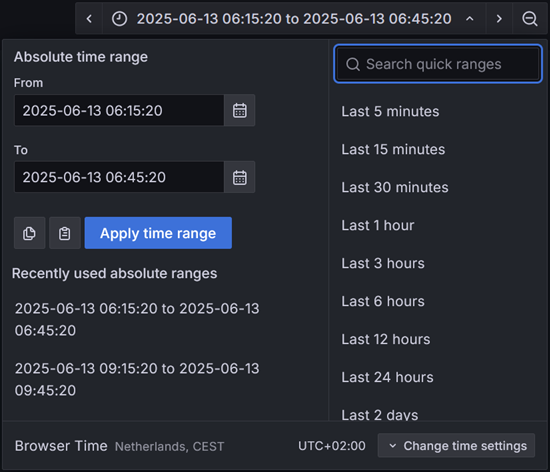 2025-06-13 06:15:20 to 2025-06-13 06:45:20
Absolute time range
From
2025-06-13 06:15:20
To
2025-06-13 06:45:20
Apply time range
Recently used absolute ranges
2025-06-13 06:15:20 to 2025-06-13
06:45:20
2025-06-13 09:15:20 to 2025-06-13
09:45:20
Search quick ranges
Last 5 minutes
Last 15 minutes
Last 30 minutes
Last 1 hour
Last 3 hours
Last 6 hours
Last 12 hours
Last 24 hours
Last 2 days
Browser Time Netherlands, CEST
UTC+02:00
Change time settings